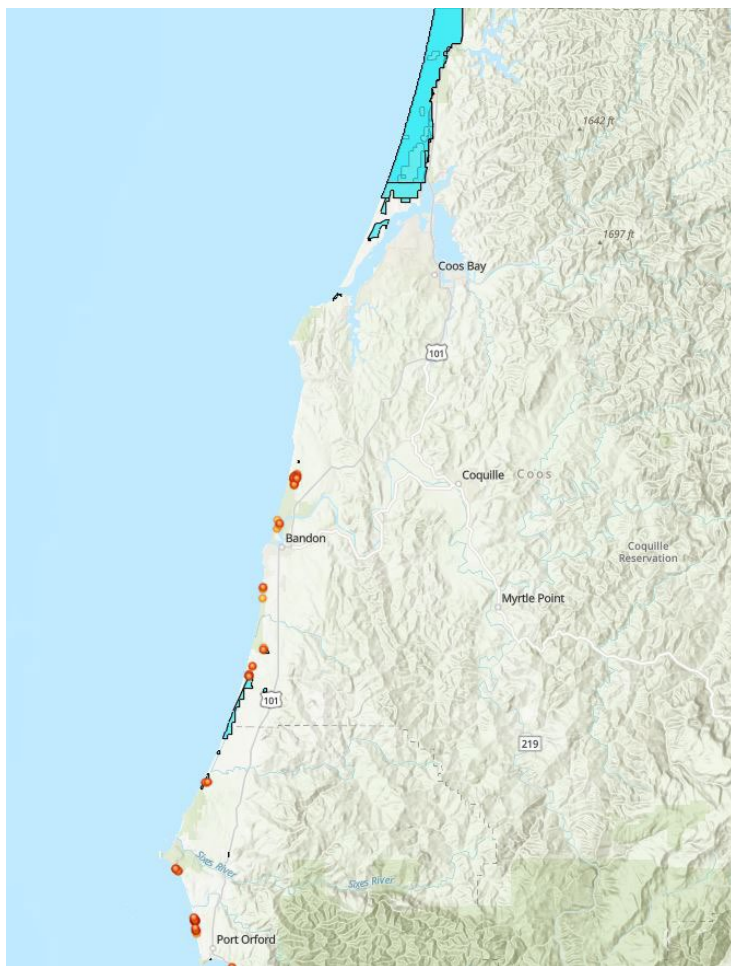 1642 ft
1697 ft
Coos Bay
101
Coquille
Coos
Bandon
Coquille
Reservation
Myrtle Point
101
219
Sixes River
Sixes River
Port Orford